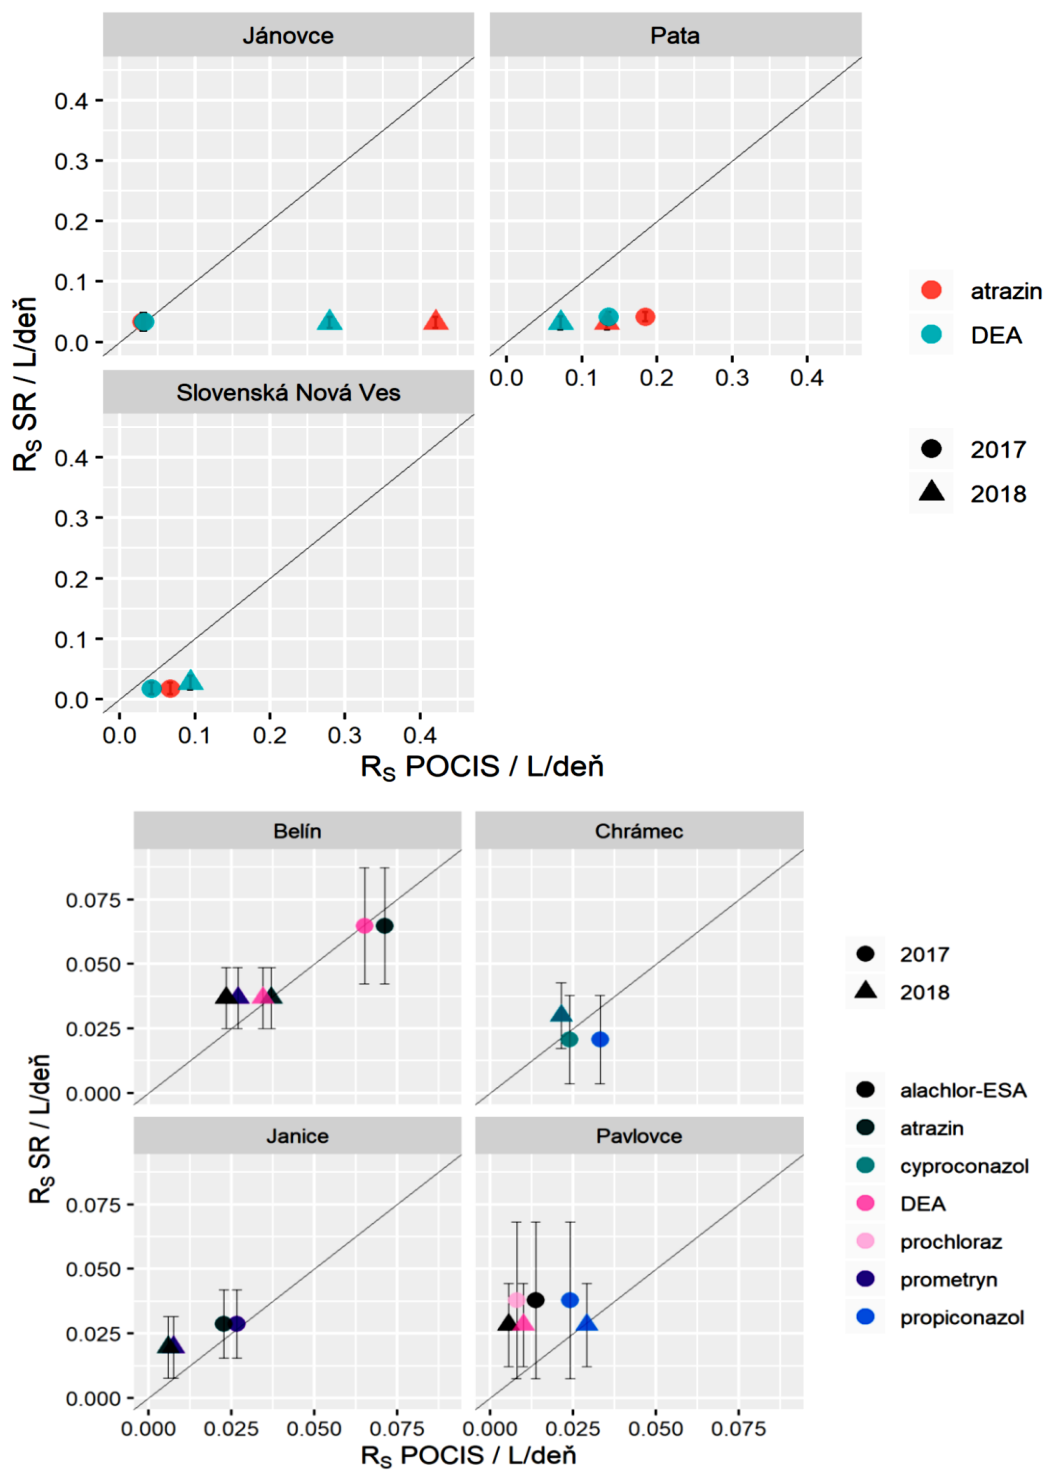 Jánovce
Pata
0.4
0.3
0.2
0.1
0.0
0.0 0.1 0.2 0.3 0.4
Slovenská Nová Ves
0.4
0.3
0.2
0.1
0.0
0.0 0.1 0.2 0.3 0.4
RS SR / L/deň
RS POCIS / L/deň
atrazin
DEA
2017
2018
Belín
Chrámec
0.075
0.050
0.025
0.000
Janice
Pavlovce
0.075
0.050
0.025
0.000
0.000 0.025 0.050 0.075
0.000 0.025 0.050 0.075
RS SR / L/deň
RS POCIS / L/deň
2017
2018
alachlor-ESA
atrazin
cyproconazol
DEA
prochloraz
prometryn
propiconazol